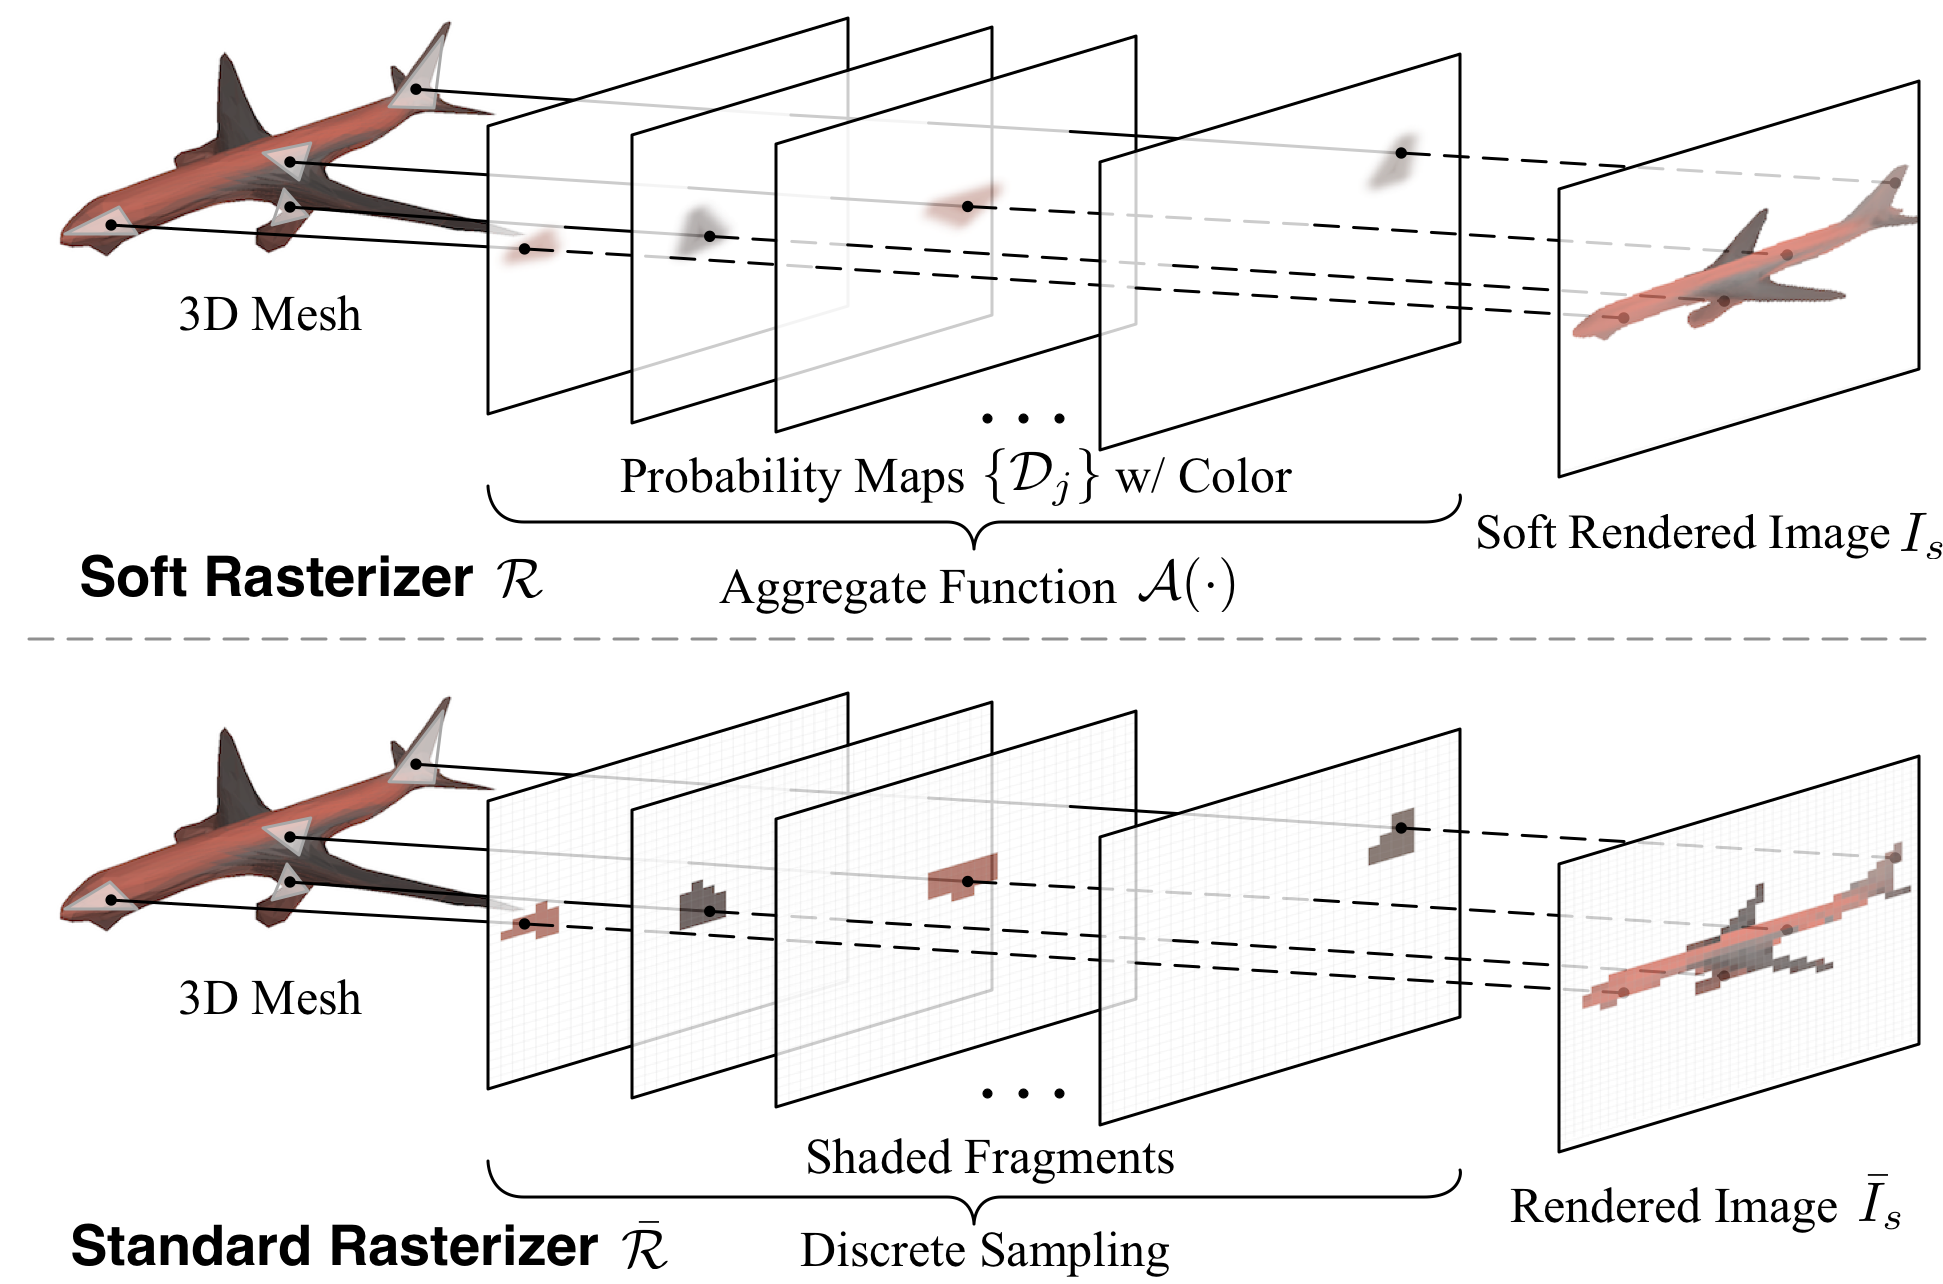 3D Mesh
. . .
Probability Maps {𝒟ⱼ} w/ Color
Soft Rendered Image Iₛ
Soft Rasterizer ℛ
Aggregate Function 𝒜(·)
3D Mesh
. . .
Shaded Fragments
Rendered Image Īₛ
Standard Rasterizer ℛ̄
Discrete Sampling